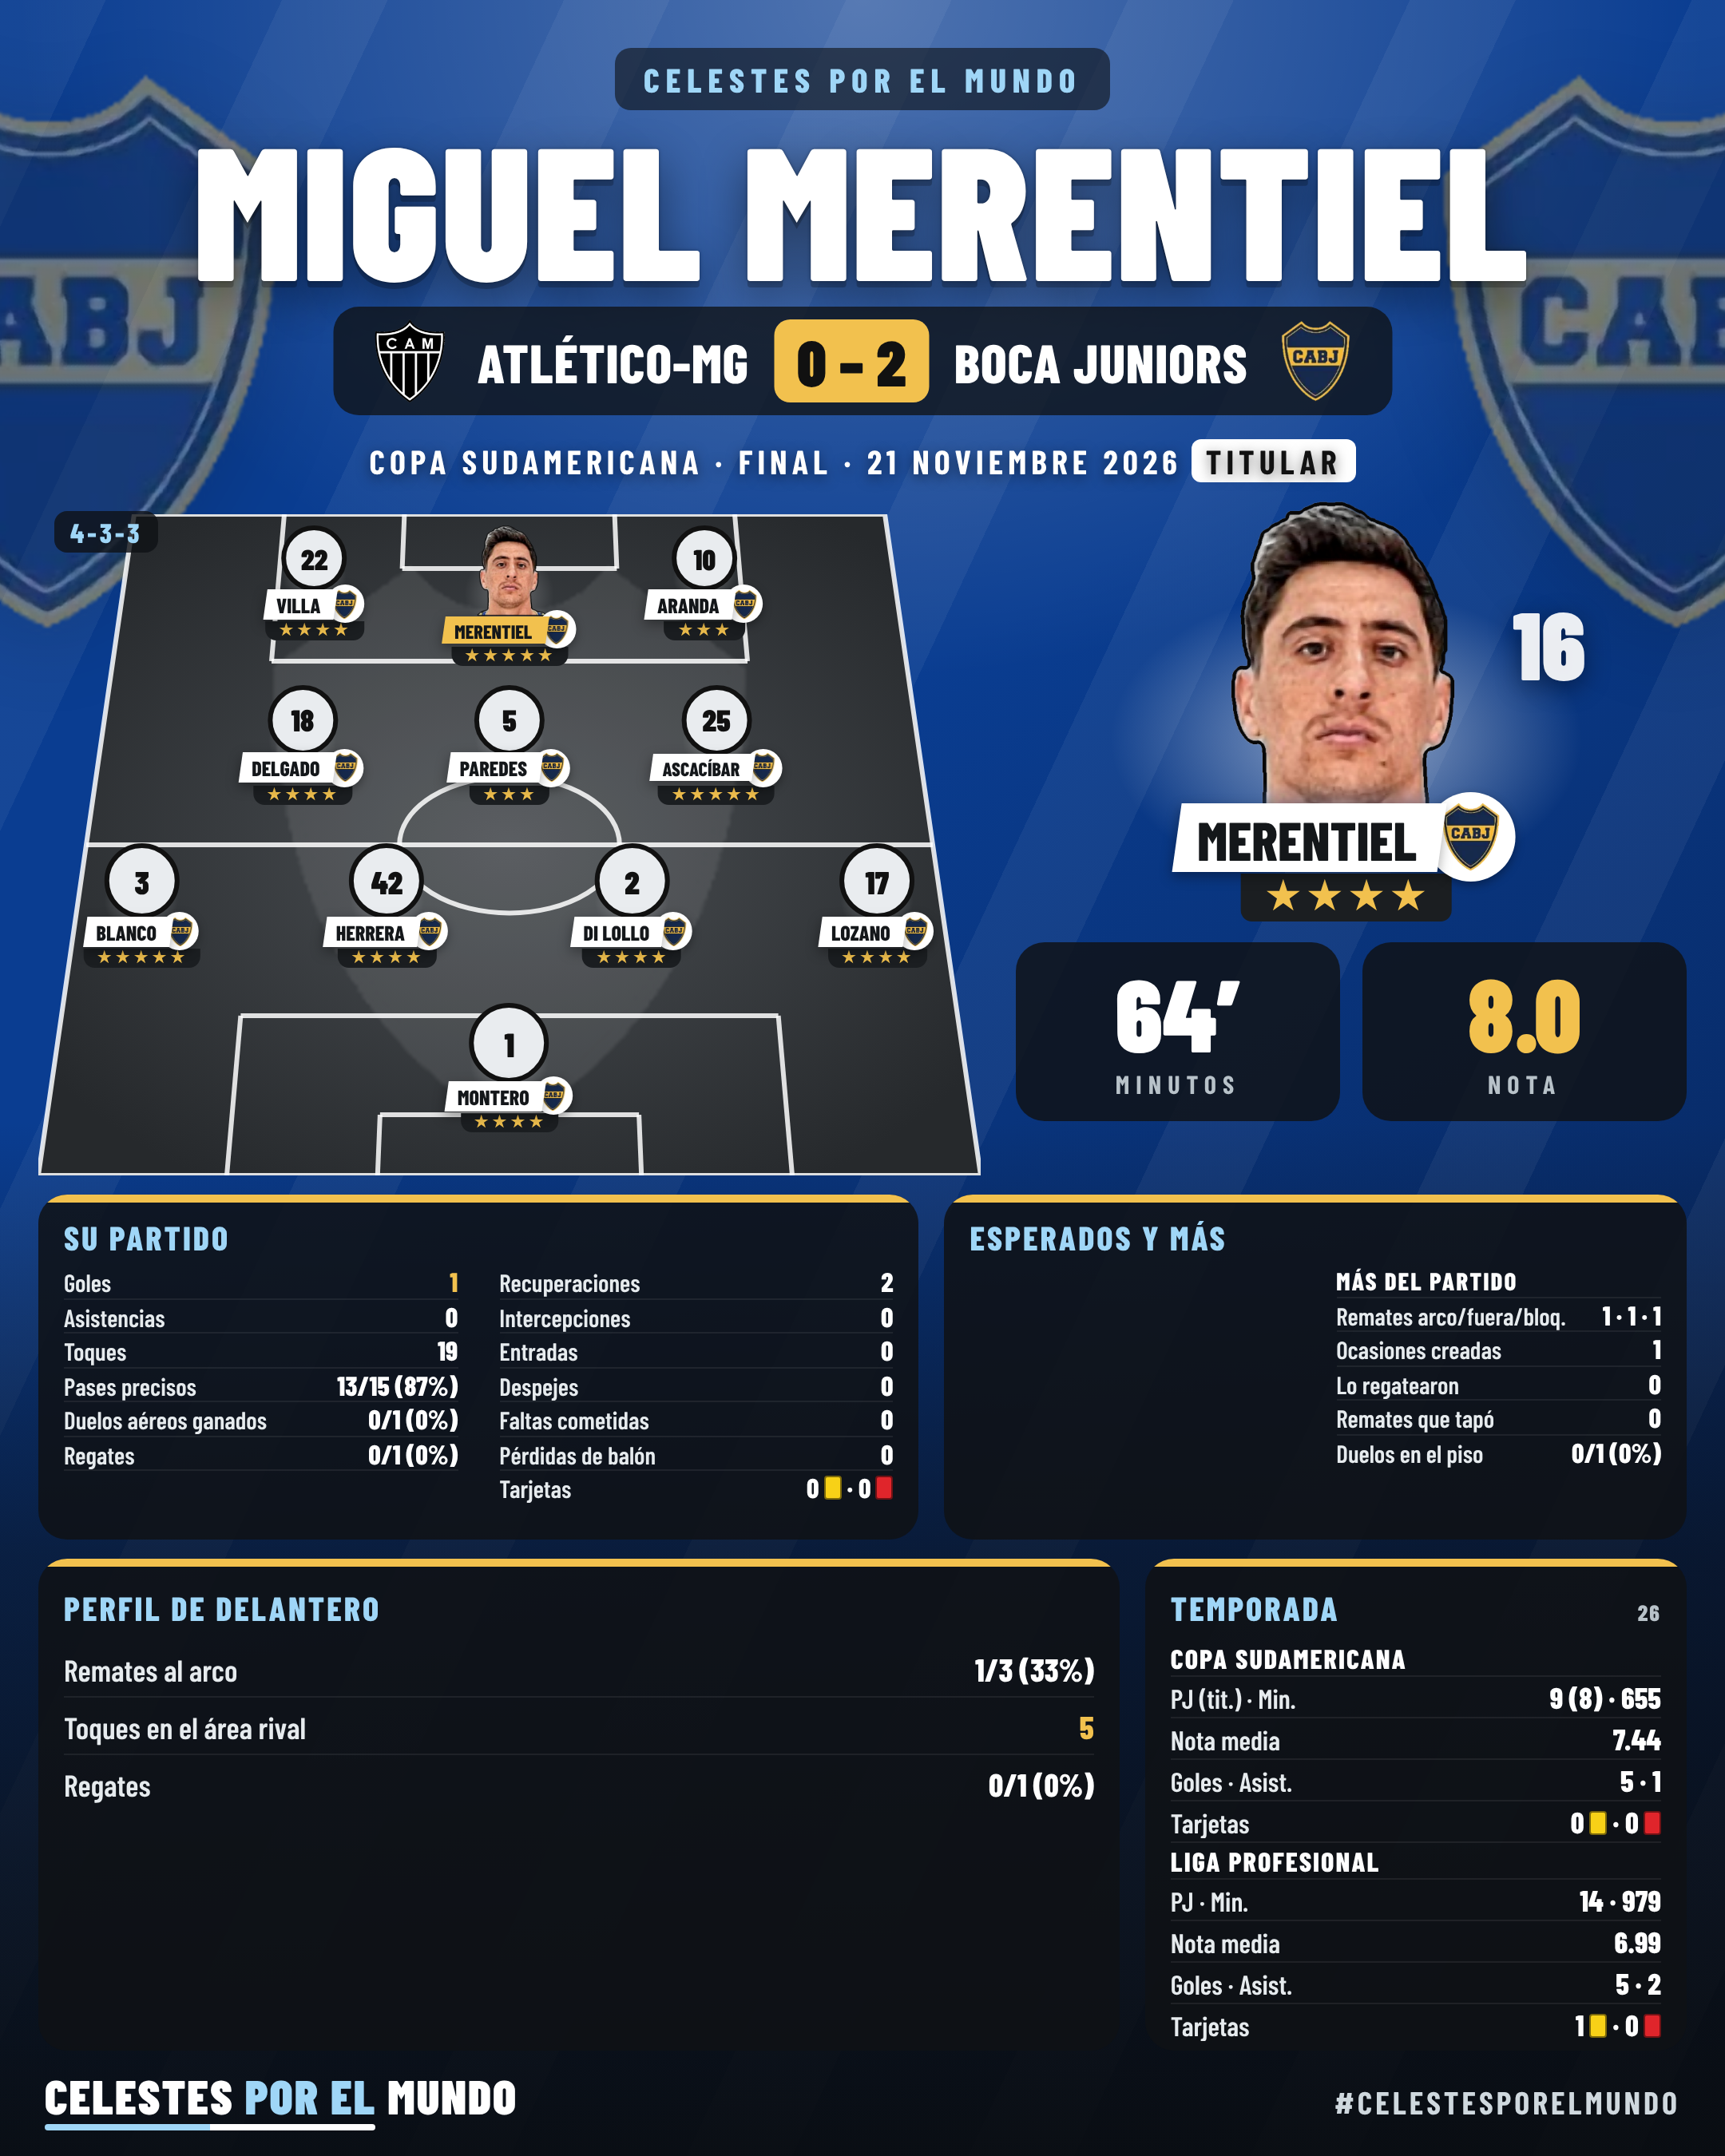 CELESTES POR EL MUNDO
MIGUEL MERENTIEL
CAM ATLÉTICO-MG 0 - 2 BOCA JUNIORS CABJ
COPA SUDAMERICANA · FINAL · 21 NOVIEMBRE 2026 TITULAR
4-3-3
22
VILLA
MERENTIEL
10
ARANDA
18
DELGADO
5
PAREDES
25
ASCACÍBAR
3
BLANCO
42
HERRERA
2
DI LOLLO
17
LOZANO
1
MONTERO
16
MERENTIEL CABJ
64’
MINUTOS
8.0
NOTA
SU PARTIDO
Goles 1
Asistencias 0
Toques 19
Pases precisos 13/15 (87%)
Duelos aéreos ganados 0/1 (0%)
Regates 0/1 (0%)
Recuperaciones 2
Intercepciones 0
Entradas 0
Despejes 0
Faltas cometidas 0
Pérdidas de balón 0
Tarjetas 0 · 0
ESPERADOS Y MÁS
MÁS DEL PARTIDO
Remates arco/fuera/bloq. 1 · 1 · 1
Ocasiones creadas 1
Lo regatearon 0
Remates que tapó 0
Duelos en el piso 0/1 (0%)
PERFIL DE DELANTERO
Remates al arco 1/3 (33%)
Toques en el área rival 5
Regates 0/1 (0%)
TEMPORADA 26
COPA SUDAMERICANA
PJ (tit.) · Min. 9 (8) · 655
Nota media 7.44
Goles · Asist. 5 · 1
Tarjetas 0 · 0
LIGA PROFESIONAL
PJ · Min. 14 · 979
Nota media 6.99
Goles · Asist. 5 · 2
Tarjetas 1 · 0
CELESTES POR EL MUNDO
#CELESTESPORELMUNDO